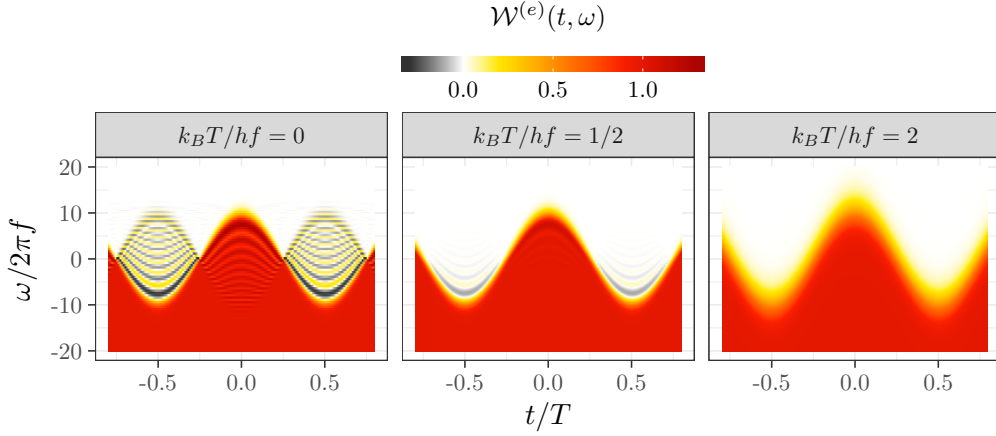 𝒲⁽ᵉ⁾(t, ω)
0.0 0.5 1.0
k_BT/hf = 0 k_BT/hf = 1/2 k_BT/hf = 2
ω/2πf
20
10
0
-10
-20
-0.5 0.0 0.5 -0.5 0.0 0.5 -0.5 0.0 0.5
t/T